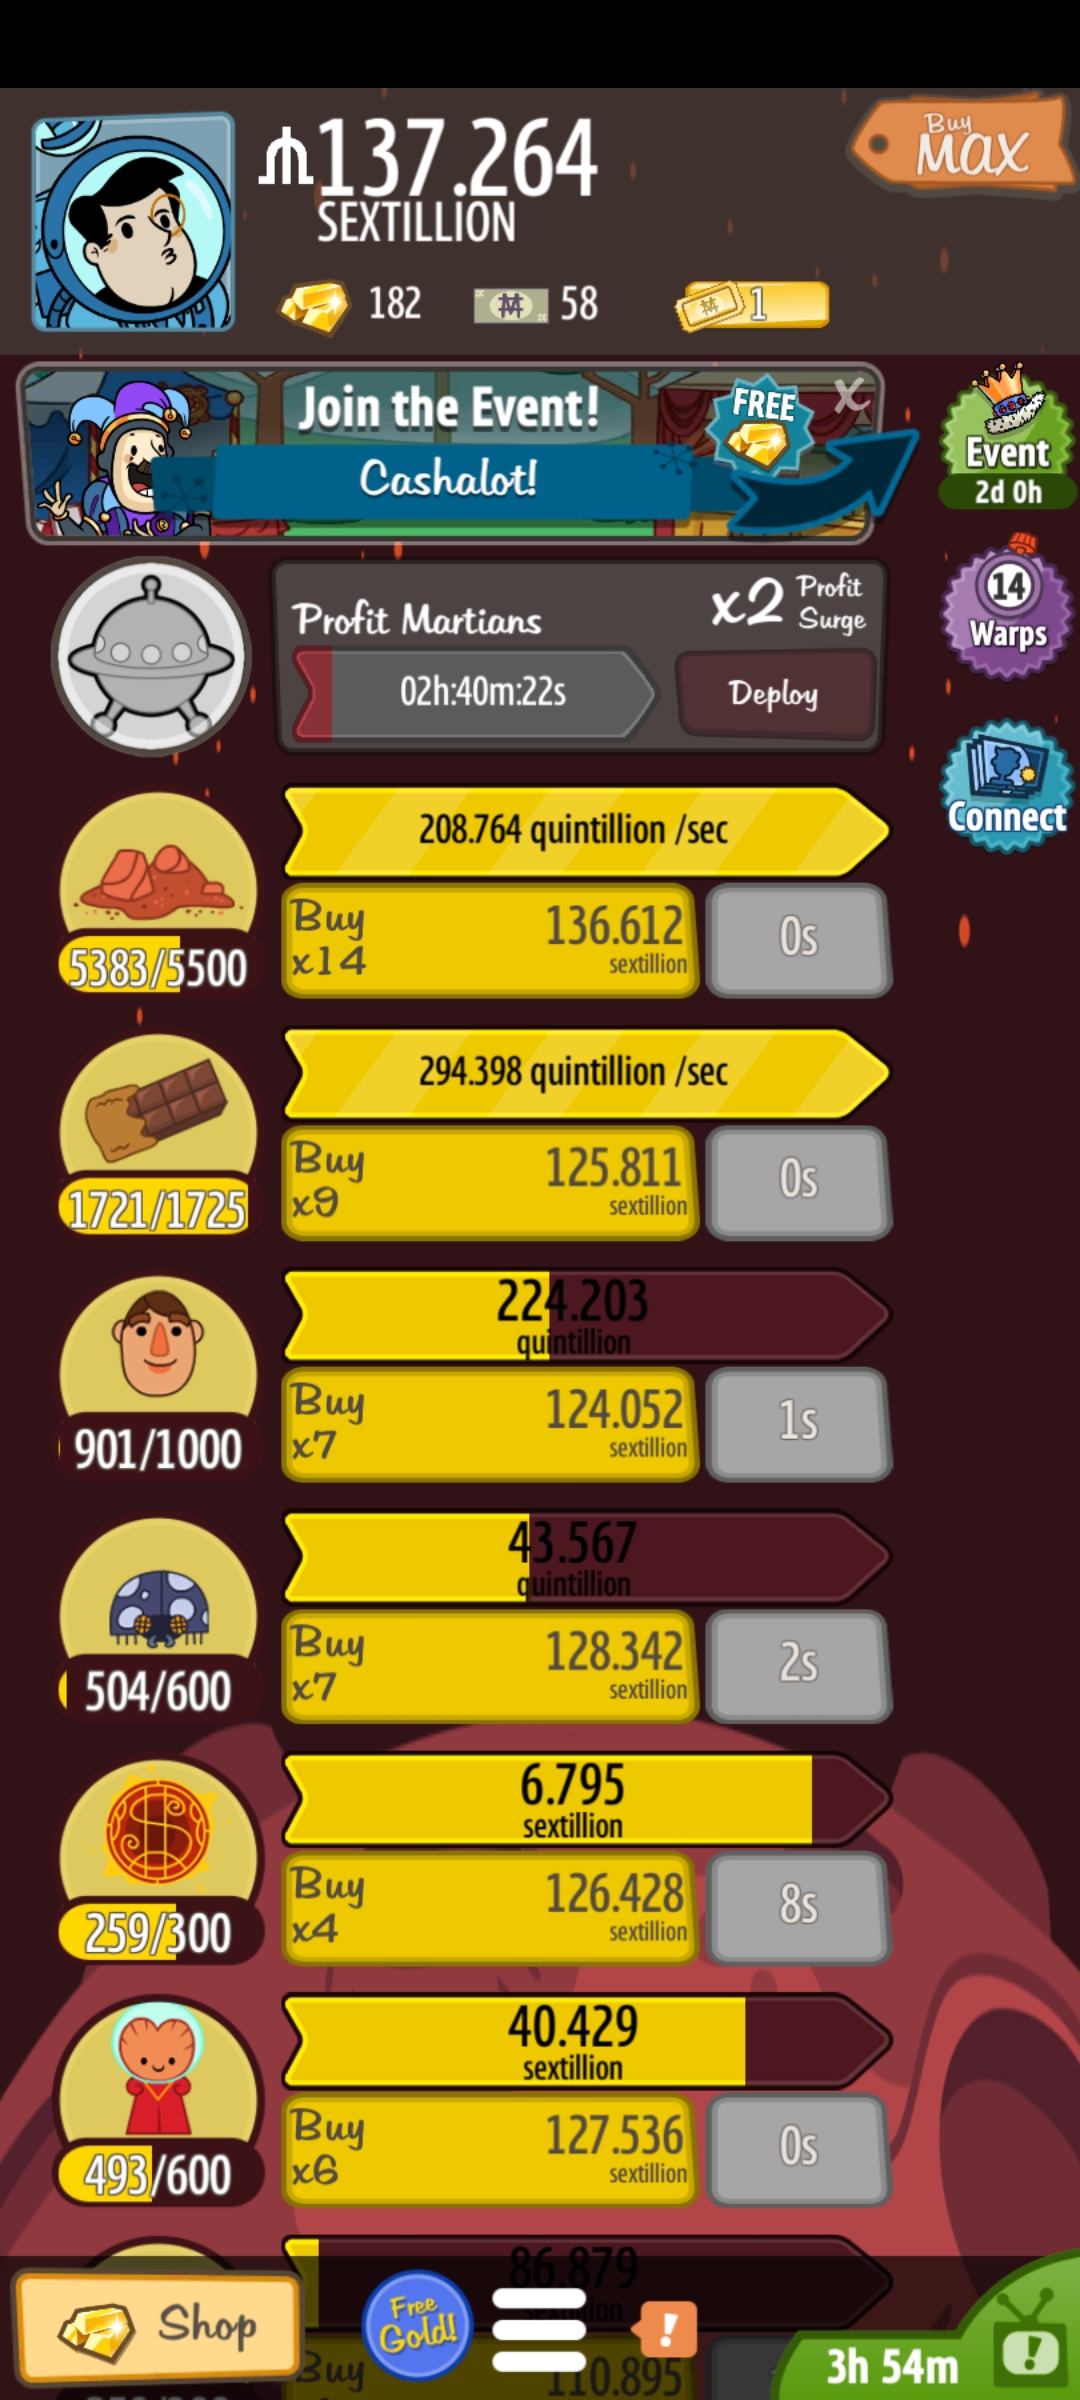 137.264
SEXTILLION
Buy
MAX
182
58
1
Join the Event!
FREE
X
Cashalot!
Event
2d 0h
Profit Martians
x2 Profit
Surge
02h:40m:22s
Deploy
14
Warps
Connect
208.764 quintillion /sec
5383/5500
Buy
x14
136.612
sextillion
0s
294.398 quintillion /sec
1721/1725
Buy
x9
125.811
sextillion
0s
224.203
quintillion
901/1000
Buy
x7
124.052
sextillion
1s
43.567
quintillion
504/600
Buy
x7
128.342
sextillion
2s
6.795
sextillion
259/300
Buy
x4
126.428
sextillion
8s
40.429
sextillion
493/600
Buy
x6
127.536
sextillion
0s
86.879
Shop
Free
Gold!
!
Buy
110.895
3h 54m
!